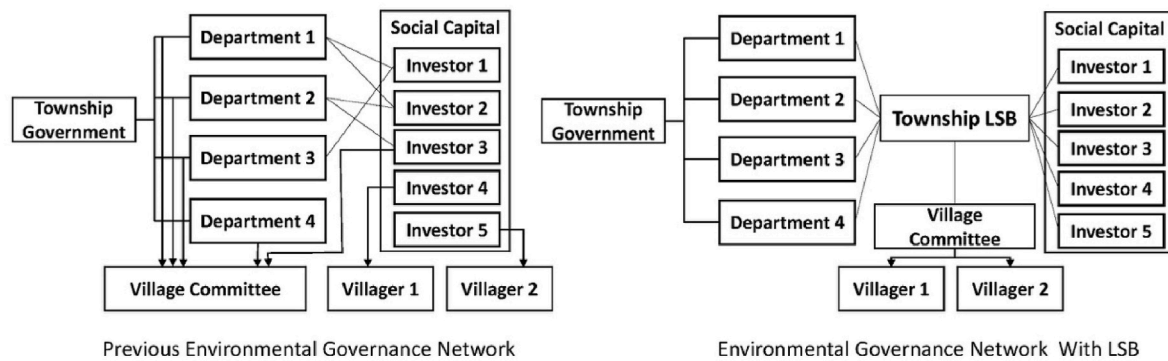 Township
Government
Department 1
Department 2
Department 3
Department 4
Social Capital
Investor 1
Investor 2
Investor 3
Investor 4
Investor 5
Village Committee
Villager 1
Villager 2
Previous Environmental Governance Network
Township
Government
Department 1
Department 2
Department 3
Department 4
Township LSB
Village
Committee
Social Capital
Investor 1
Investor 2
Investor 3
Investor 4
Investor 5
Villager 1
Villager 2
Environmental Governance Network With LSB